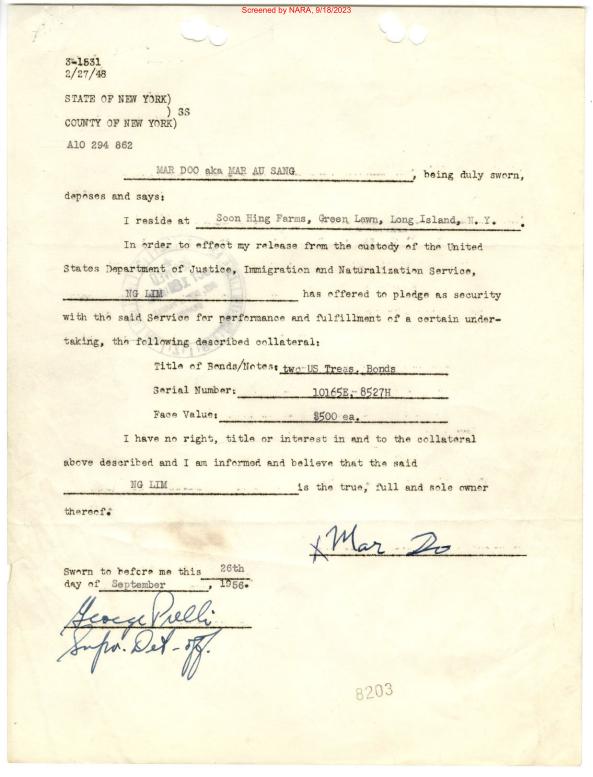 Screened by NARA, 9/18/2023
3-1831
2/27/48
STATE OF NEW YORK)
) SS
COUNTY OF NEW YORK)
A10 294 862
MAR DOO aka MAR AU SANG, being duly sworn,
deposes and says:
I reside at Soon Hing Farms, Green Lawn, Long Island, N. Y.
In order to effect my release from the custody of the United
States Department of Justice, Immigration and Naturalization Service,
NG LIM has offered to pledge as security
with the said Service for performance and fulfillment of a certain under-
taking, the following described collateral:
Title of Bonds/Notes: two US Treas. Bonds
Serial Number: 10165E, 8527H
Face Value: $500 ea.
I have no right, title or interest in and to the collateral
above described and I am informed and believe that the said
NG LIM is the true, full and sole owner
thereof.
X Mar Do
Sworn to before me this 26th
day of September, 1956.
George
Supv. Det-off.
8203